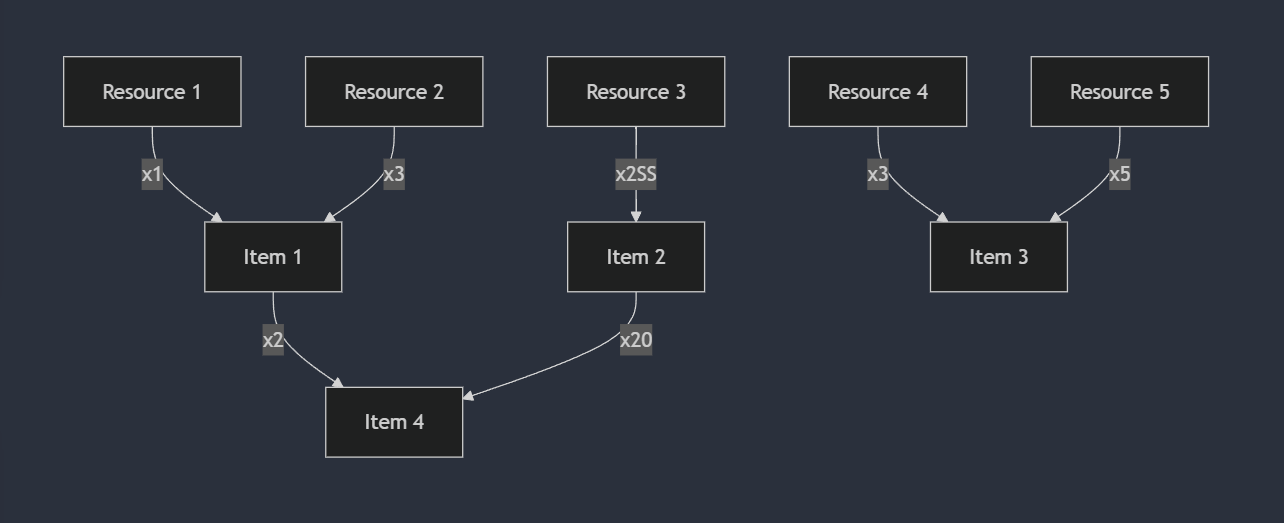 Resource 1
Resource 2
Resource 3
Resource 4
Resource 5
x1
x3
x2SS
x3
x5
Item 1
Item 2
Item 3
x2
x20
Item 4